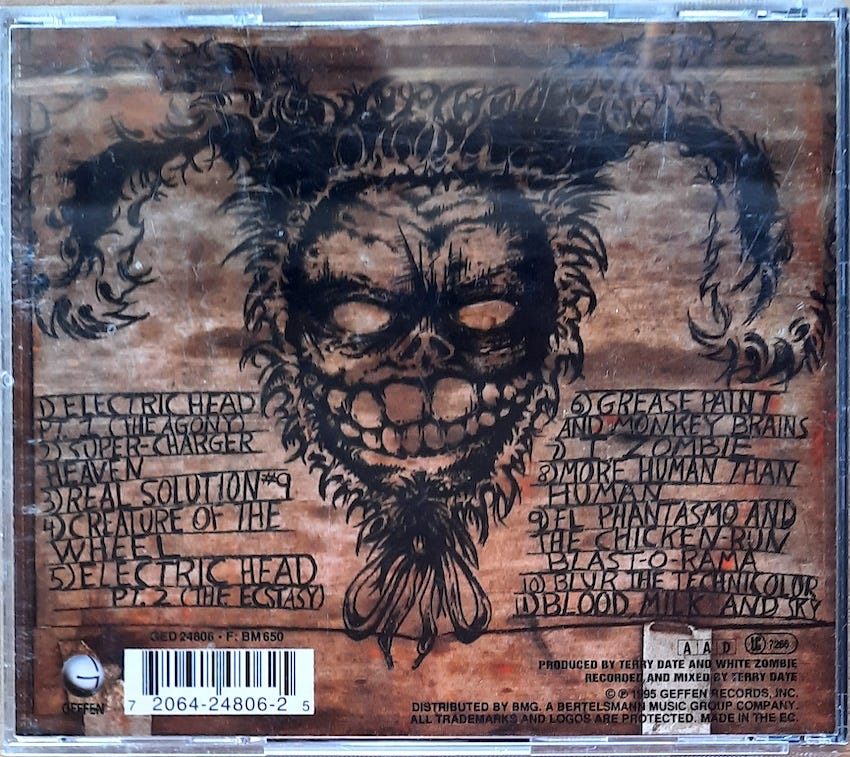 1) ELECTRIC HEAD
PT. 1 (THE AGONY)
2) SUPER-CHARGER
HEAVEN
3) REAL SOLUTION #9
4) CREATURE OF THE
WHEEL
5) ELECTRIC HEAD
PT. 2 (THE ECSTASY)
6) GREASE PAINT
AND MONKEY BRAINS
7) I, ZOMBIE
8) MORE HUMAN THAN
HUMAN
9) EL PHANTASMO AND
THE CHICKEN-RUN
BLAST-O-RAMA
10) BLUR THE TECHNICOLOR
11) BLOOD MILK AND SKY
GED 24806 • F: BM 650
GEFFEN
7 2064-24806-2 5
AAD LC 7266
PRODUCED BY TERRY DATE AND WHITE ZOMBIE
RECORDED AND MIXED BY TERRY DATE
© ℗ 1995 GEFFEN RECORDS, INC.
DISTRIBUTED BY BMG. A BERTELSMANN MUSIC GROUP COMPANY.
ALL TRADEMARKS AND LOGOS ARE PROTECTED. MADE IN THE EC.